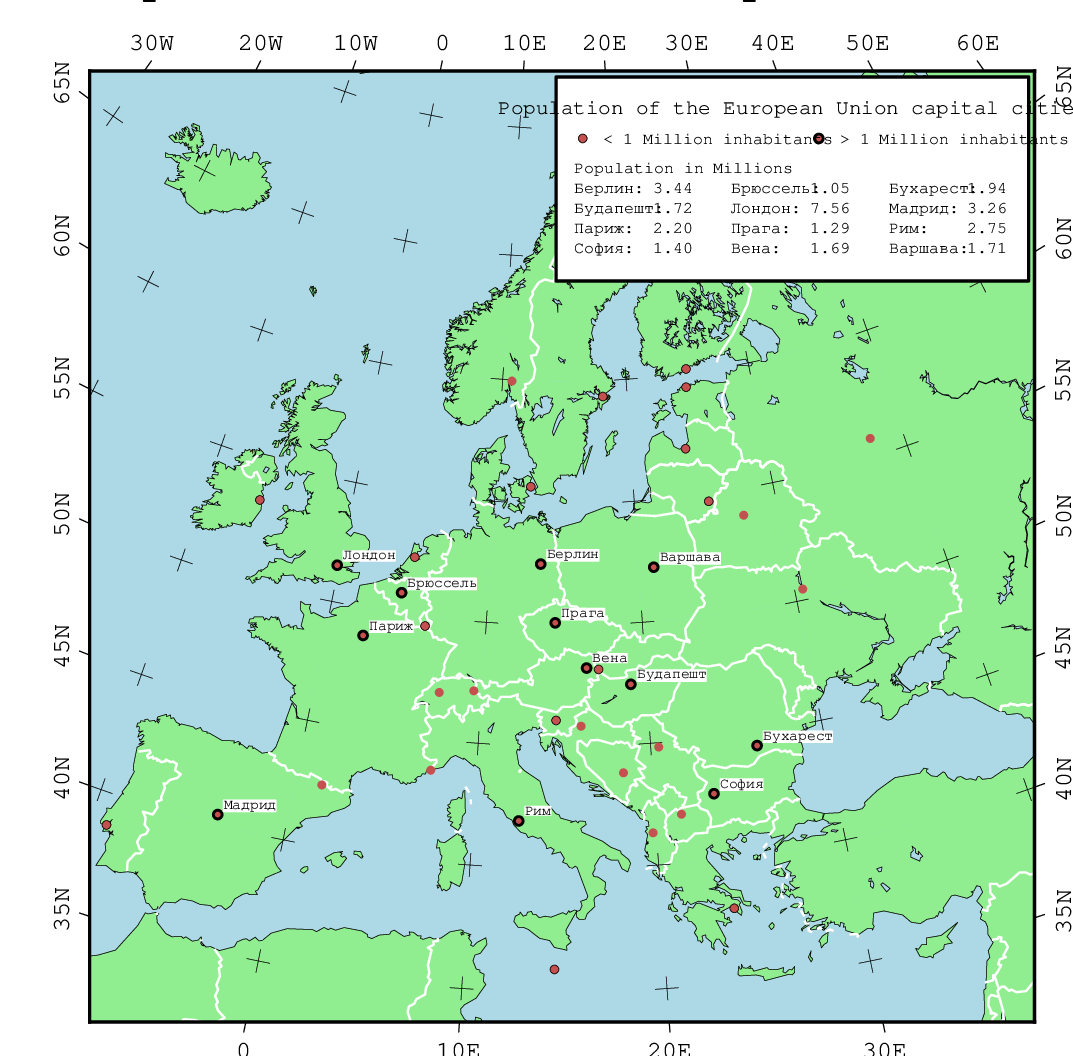 30W 20W 10W 0 10E 20E 30E 40E 50E 60E
65N 65N
Population of the European Union capital citie
< 1 Million inhabitants > 1 Million inhabitants
Population in Millions
Берлин: 3.44 Брюссель: 1.05 Бухарест: 1.94
Будапешт: 1.72 Лондон: 7.56 Мадрид: 3.26
Париж: 2.20 Прага: 1.29 Рим: 2.75
София: 1.40 Вена: 1.69 Варшава: 1.71
60N 60N
55N 55N
50N 50N
Лондон
Берлин
Варшава
Брюссель
Прага
Париж
45N 45N
Вена
Будапешт
Бухарест
40N 40N
София
Мадрид
Рим
35N 35N
0 10E 20E 30E